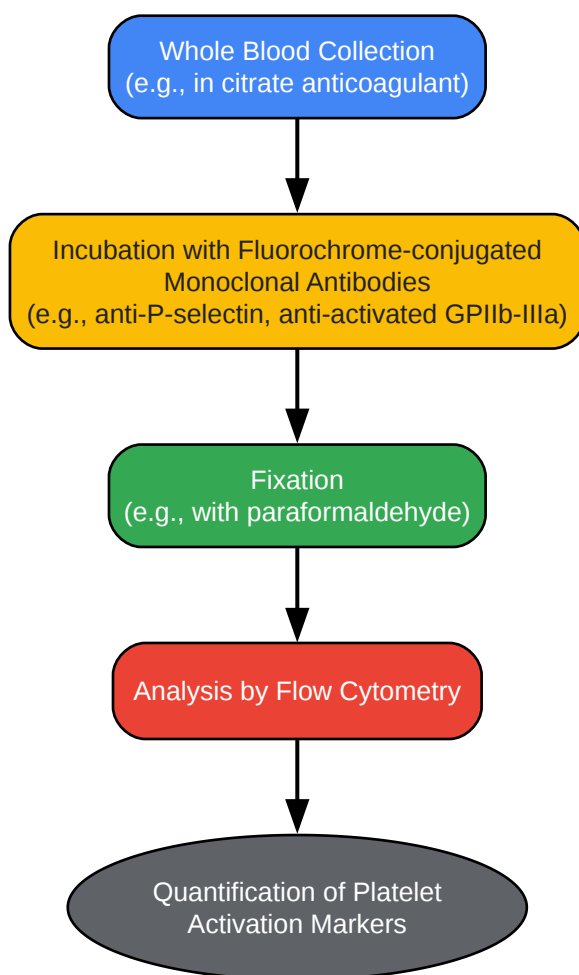 Whole Blood Collection
(e.g., in citrate anticoagulant)
Incubation with Fluorochrome-conjugated
Monoclonal Antibodies
(e.g., anti-P-selectin, anti-activated GPIIb-IIIa)
Fixation
(e.g., with paraformaldehyde)
Analysis by Flow Cytometry
Quantification of Platelet
Activation Markers